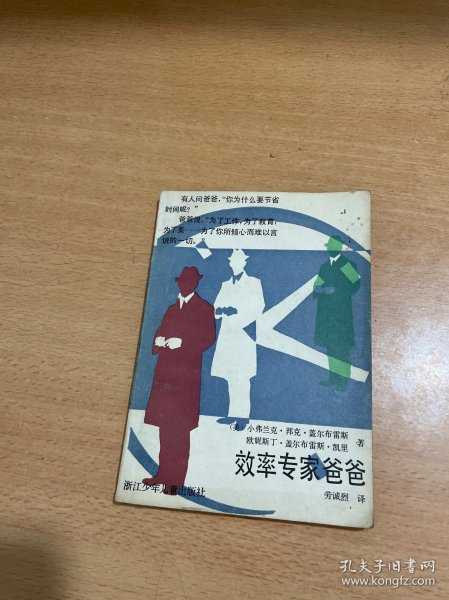 有人问爸爸，“你为什么要节省
时间呢？”
爸爸说，“为了工作，为了教育，
为了美……为了你所倾心而难以言
说的一切。”
（美）小弗兰克·邦克·盖尔布雷斯
欧妮斯丁·盖尔布雷斯·凯里 著
效率专家爸爸
劳诚烈 译
浙江少年儿童出版社
孔夫子旧书网
www.kongfz.com